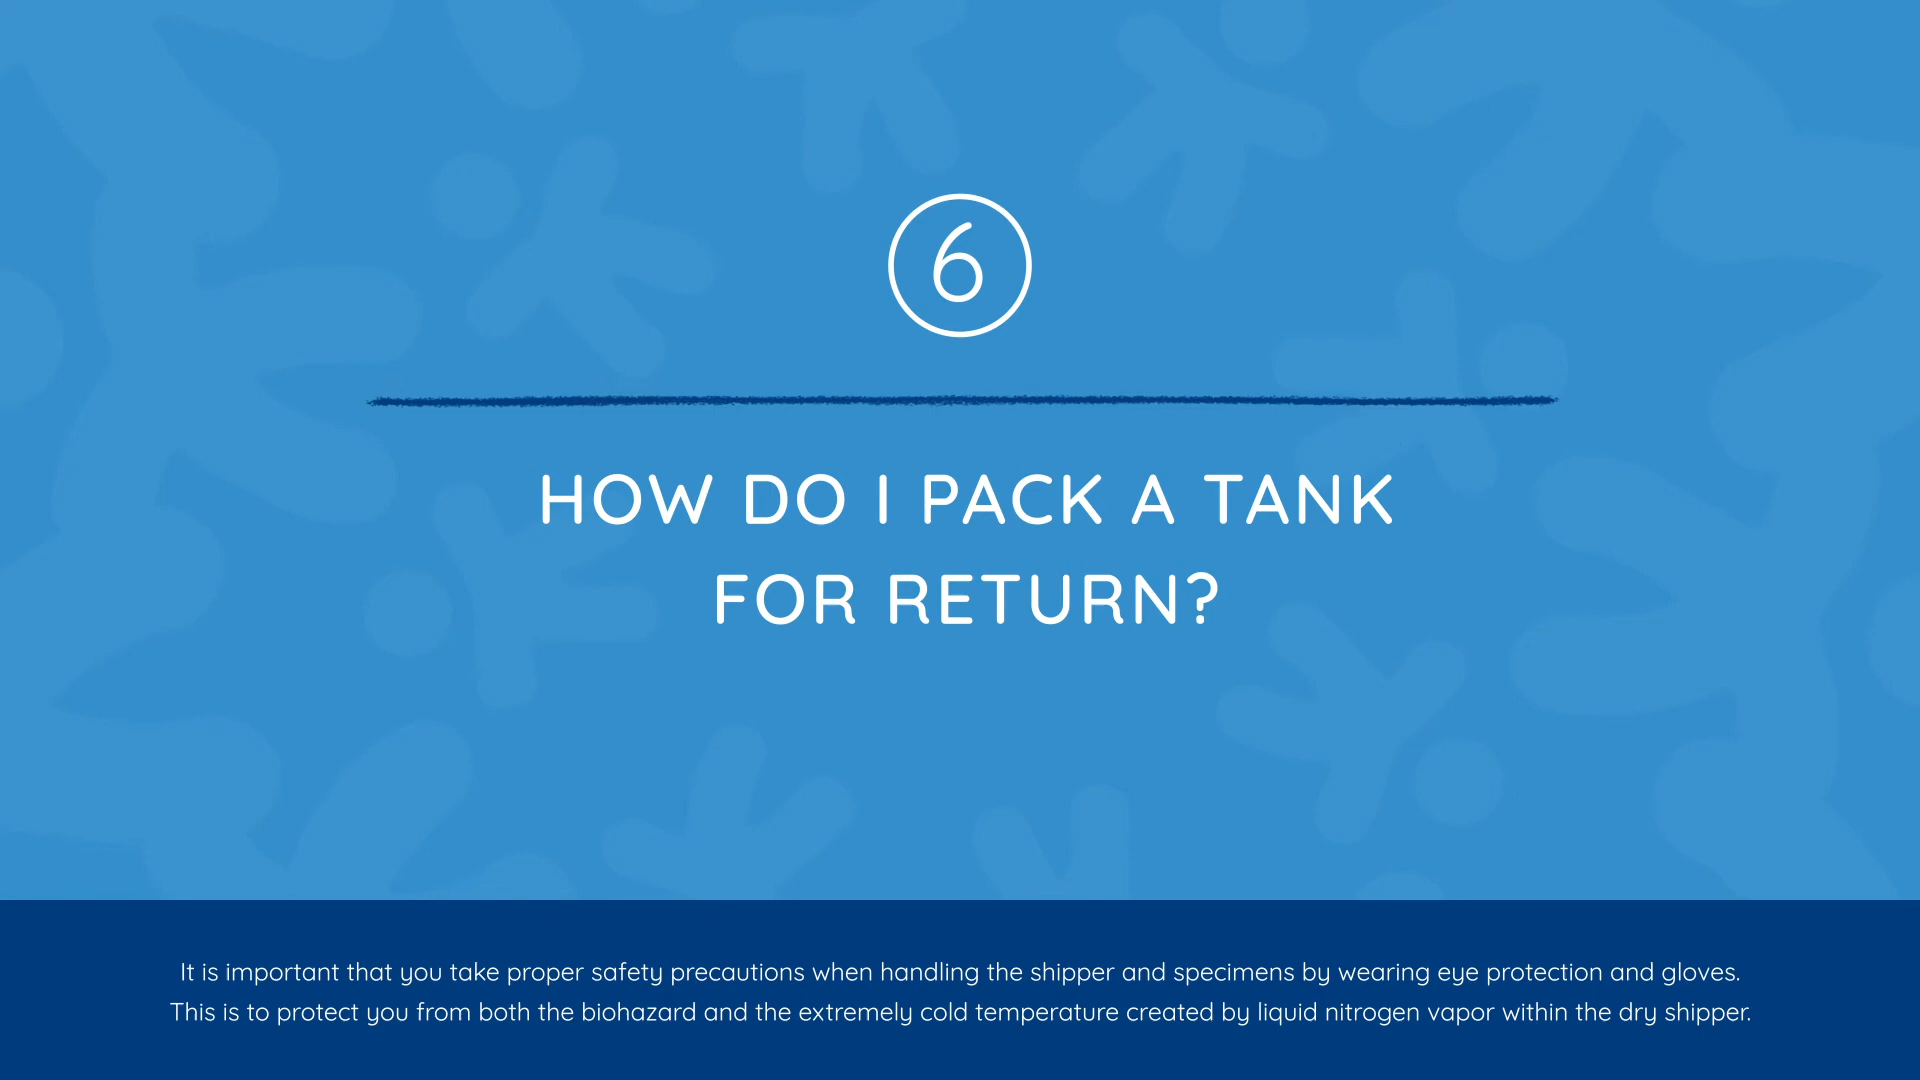 6
HOW DO I PACK A TANK
FOR RETURN?
It is important that you take proper safety precautions when handling the shipper and specimens by wearing eye protection and gloves.
This is to protect you from both the biohazard and the extremely cold temperature created by liquid nitrogen vapor within the dry shipper.